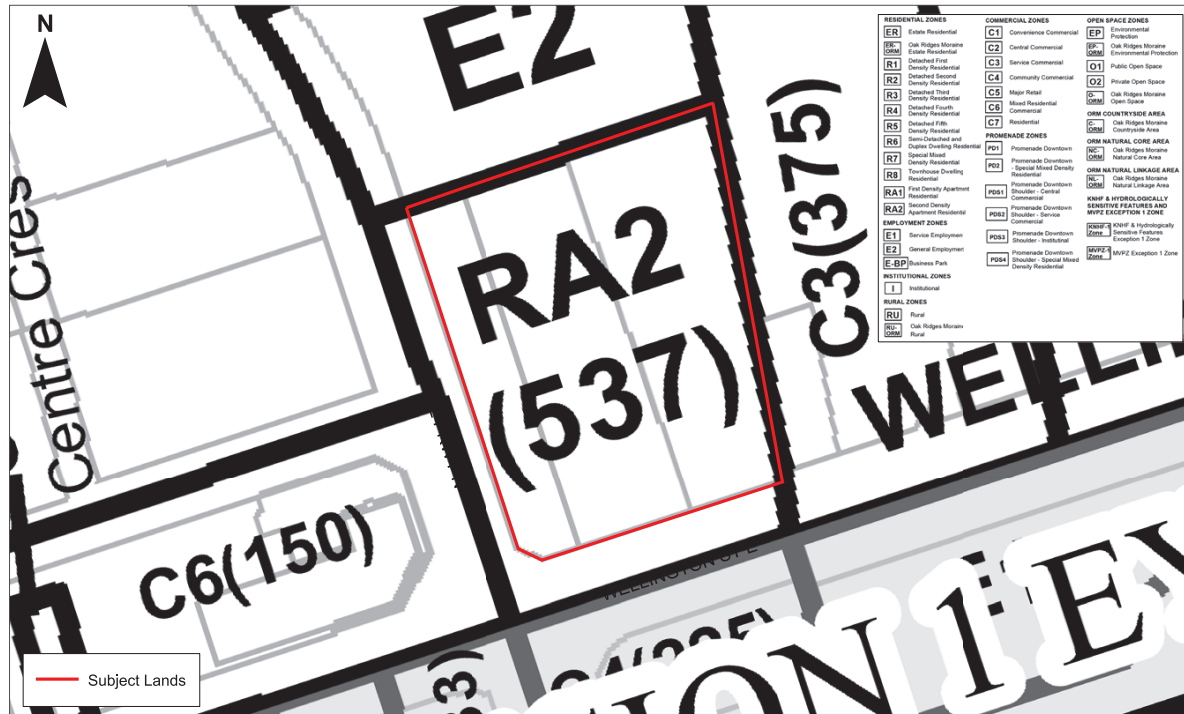 N
E2
RA2
(537)
C3(375)
Centre Cres
C6(150)
Subject Lands
RESIDENTIAL ZONES
ER Estate Residential
ER-ORM Oak Ridges Moraine
Estate Residential
R1 Detached First
Density Residential
R2 Detached Second
Density Residential
R3 Detached Third
Density Residential
R4 Detached Fourth
Density Residential
R5 Detached Fifth
Density Residential
R6 Semi-Detached and
Duplex Dwelling Residential
R7 Special Mixed
Density Residential
R8 Townhouse Dwelling
Residential
RA1 First Density Apartment
Residential
RA2 Second Density
Apartment Residential
EMPLOYMENT ZONES
E1 Service Employmen
E2 General Employmen
E-BP Business Park
INSTITUTIONAL ZONES
I Institutional
RURAL ZONES
RU Rural
RU-ORM Oak Ridges Moraine
Rural
COMMERCIAL ZONES
C1 Convenience Commercial
C2 Central Commercial
C3 Service Commercial
C4 Community Commercial
C5 Major Retail
C6 Mixed Residential
Commercial
C7 Residential
PROMENADE ZONES
PD1 Promenade Downtown
PD2 Promenade Downtown
- Special Mixed Density
Residential
PDS1 Promenade Downtown
Shoulder - Central
Commercial
PDS2 Promenade Downtown
Shoulder - Service
Commercial
PDS3 Promenade Downtown
Shoulder - Institutinal
PDS4 Promenade Downtown
Shoulder - Special Mixed
Density Residential
OPEN SPACE ZONES
EP Environmental
Protection
EP-ORM Oak Ridges Moraine
Environmental Protection
O1 Public Open Space
O2 Private Open Space
O-ORM Oak Ridges Moraine
Open Space
ORM COUNTRYSIDE AREA
C-ORM Oak Ridges Moraine
Countryside Area
ORM NATURAL CORE AREA
NC-ORM Oak Ridges Moraine
Natural Core Area
ORM NATURAL LINKAGE AREA
NL-ORM Oak Ridges Moraine
Natural Linkage Area
KNHF & HYDROLOGICALLY
SENSITIVE FEATURES AND
MVPZ EXCEPTION 1 ZONE
KNHF-1 Zone KNHF & Hydrologically
Sensitive Features
Exception 1 Zone
MVPZ-1 Zone MVPZ Exception 1 Zone